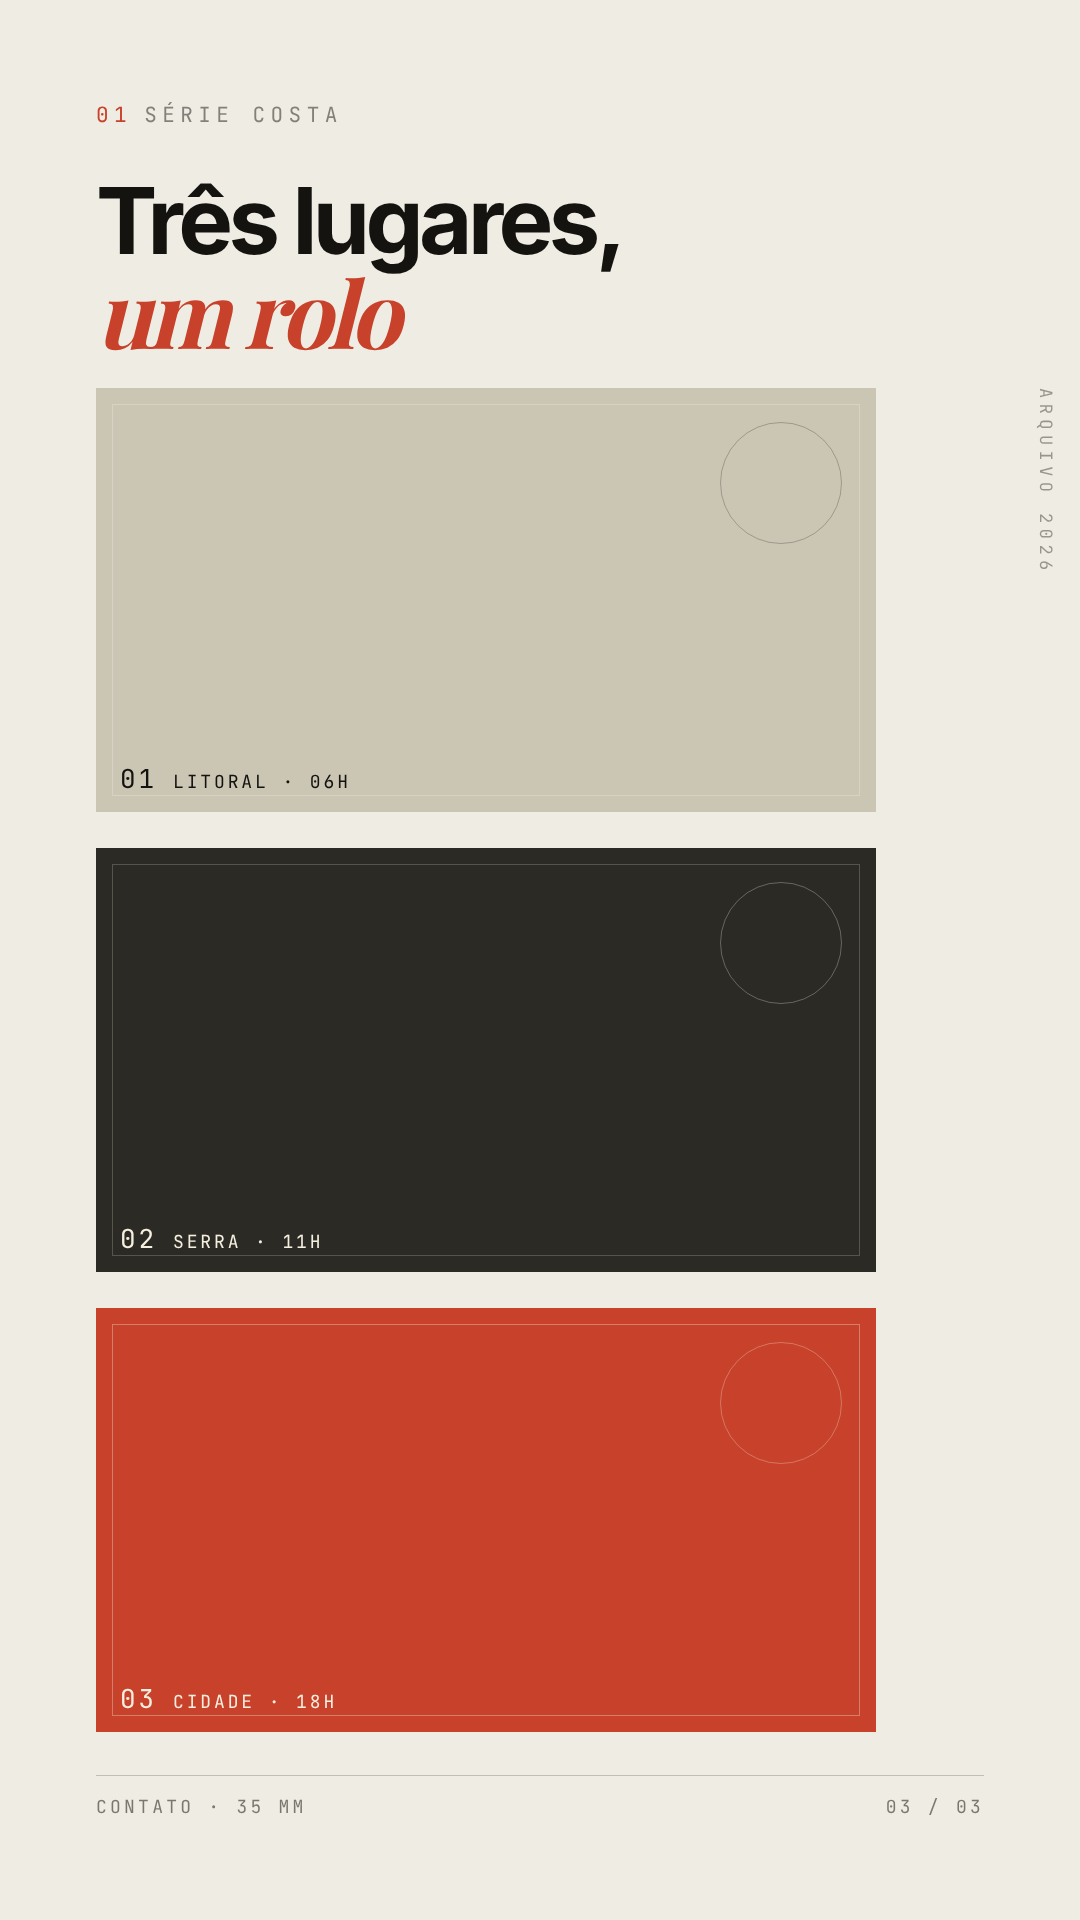 01 SÉRIE COSTA
Três lugares,
um rolo
ARQUIVO 2026
01 LITORAL · 06H
02 SERRA · 11H
03 CIDADE · 18H
CONTATO · 35 MM
03 / 03